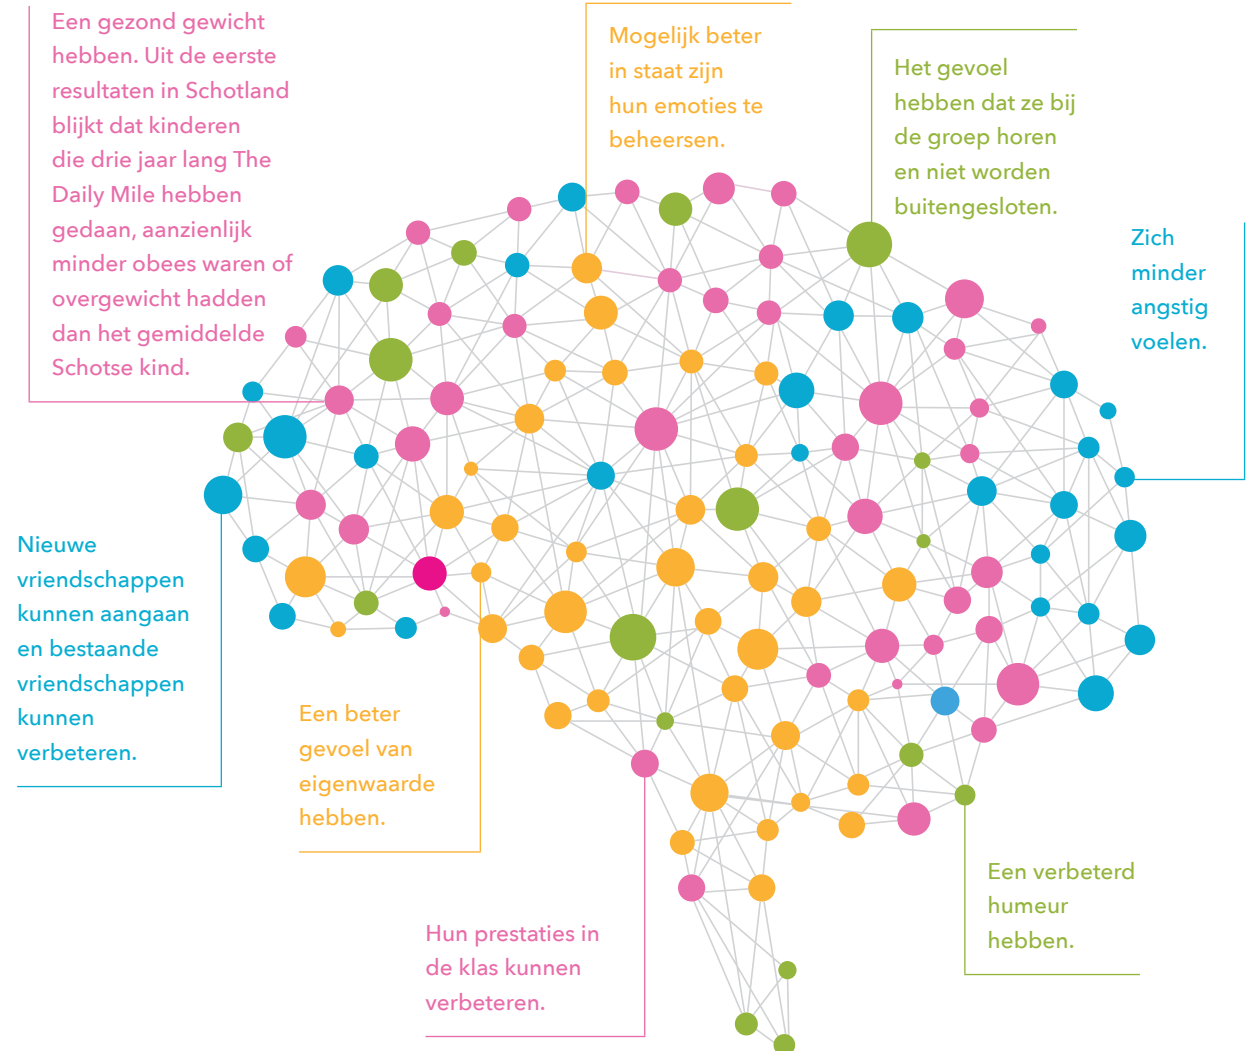 Een gezond gewicht
hebben. Uit de eerste
resultaten in Schotland
blijkt dat kinderen
die drie jaar lang The
Daily Mile hebben
gedaan, aanzienlijk
minder obees waren of
overgewicht hadden
dan het gemiddelde
Schotse kind.
Mogelijk beter
in staat zijn
hun emoties te
beheersen.
Het gevoel
hebben dat ze bij
de groep horen
en niet worden
buitengesloten.
Zich
minder
angstig
voelen.
Nieuwe
vriendschappen
kunnen aangaan
en bestaande
vriendschappen
kunnen
verbeteren.
Een beter
gevoel van
eigenwaarde
hebben.
Hun prestaties in
de klas kunnen
verbeteren.
Een verbeterd
humeur
hebben.